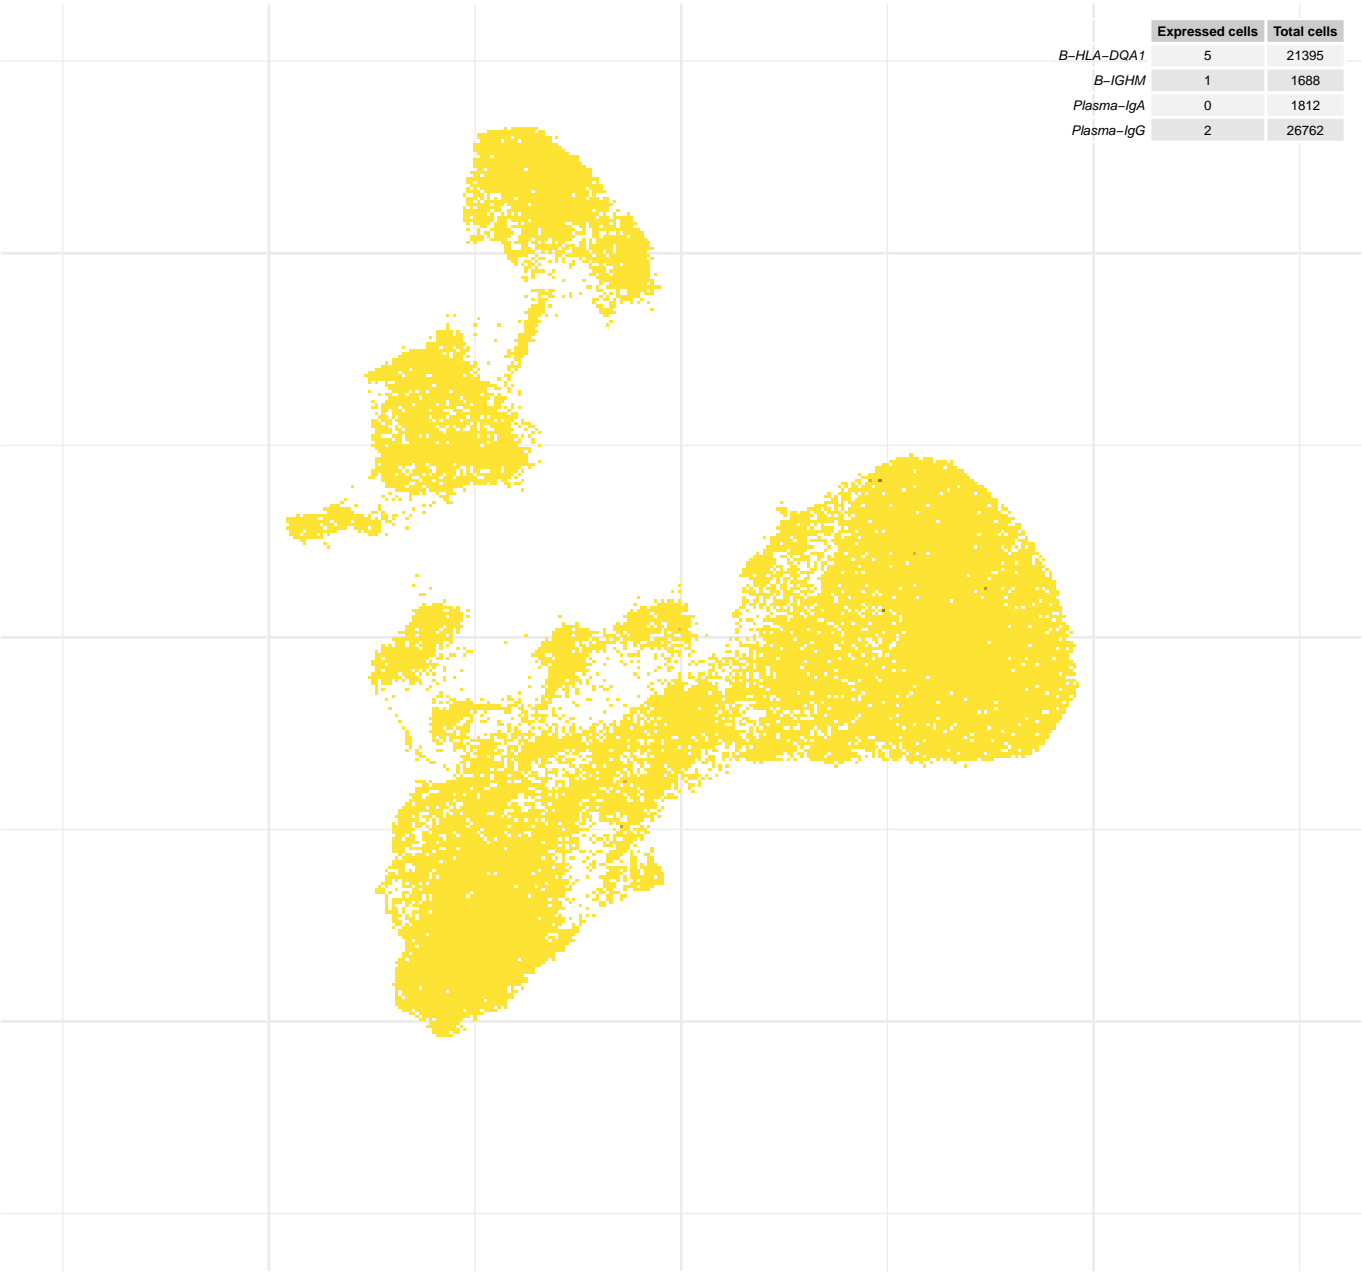 Expressed cells Total cells
B−HLA−DQA1 5 21395
B−IGHM 1 1688
Plasma−IgA 0 1812
Plasma−IgG 2 26762